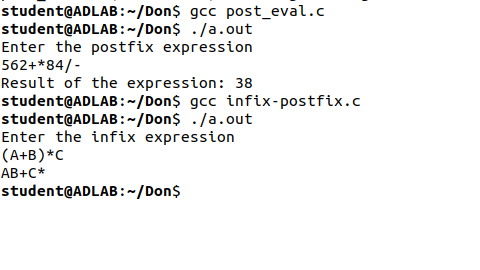 student@ADLAB:~/Don$ gcc post_eval.c
student@ADLAB:~/Don$ ./a.out
Enter the postfix expression
562+*84/-
Result of the expression: 38
student@ADLAB:~/Don$ gcc infix-postfix.c
student@ADLAB:~/Don$ ./a.out
Enter the infix expression
(A+B)*C
AB+C*
student@ADLAB:~/Don$